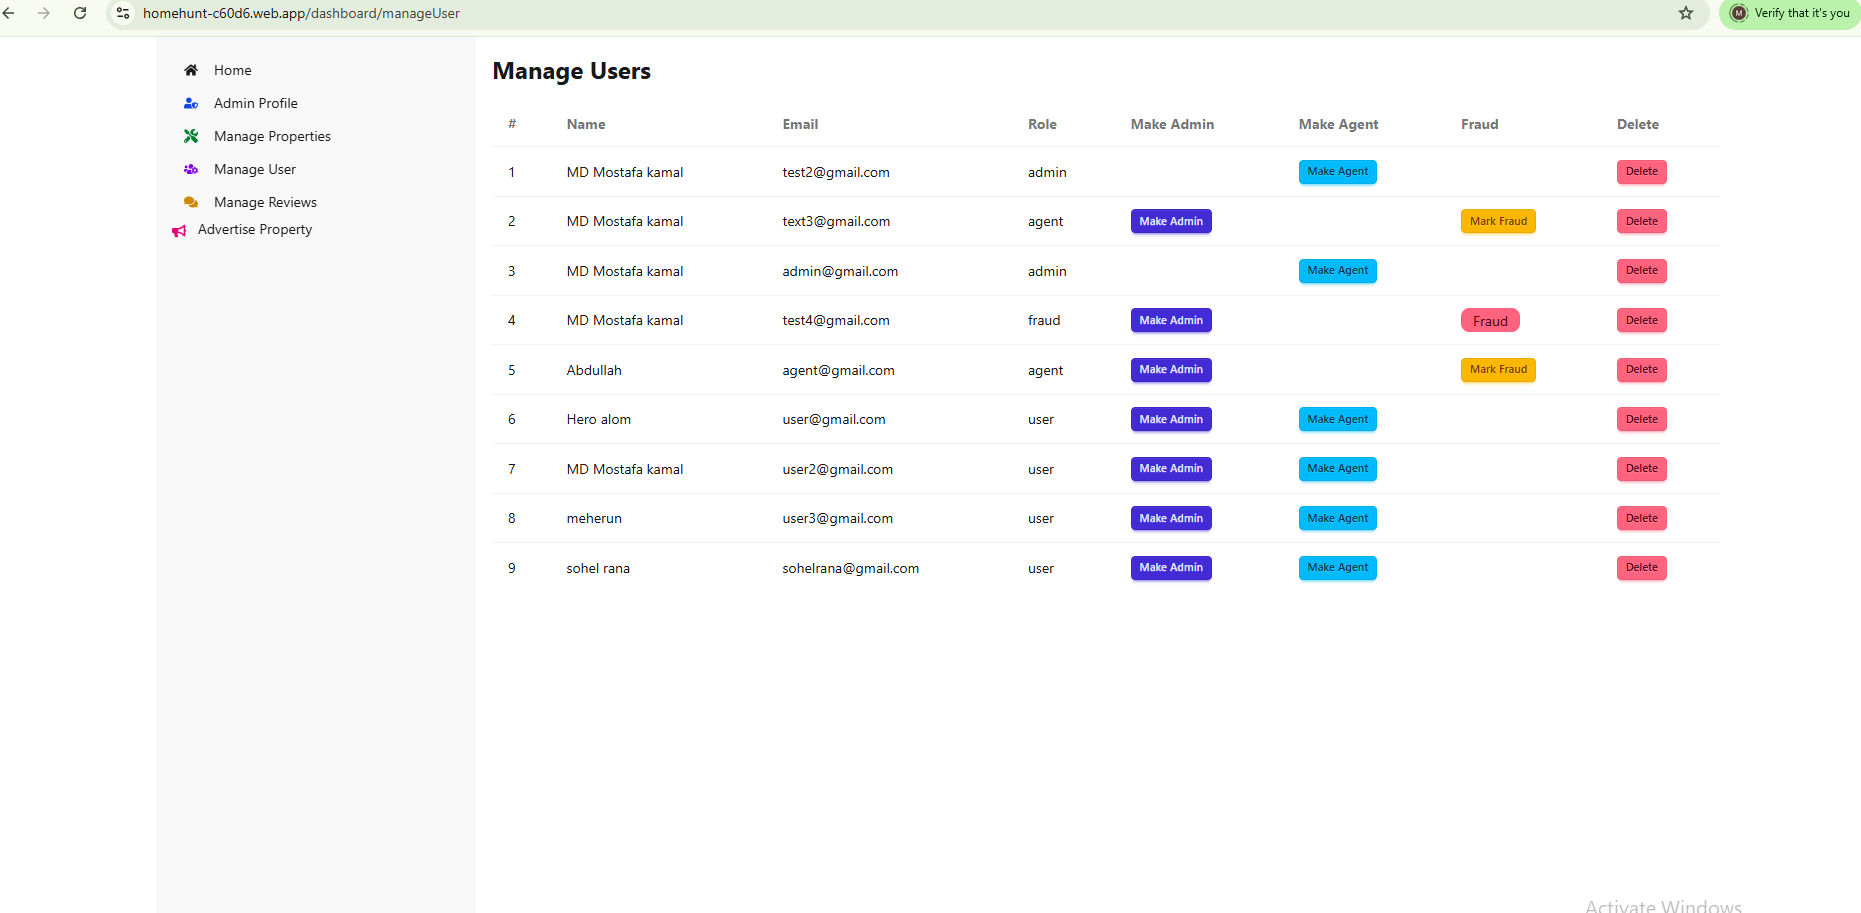 homehunt-c60d6.web.app/dashboard/manageUser
M Verify that it's you
Home
Admin Profile
Manage Properties
Manage User
Manage Reviews
Advertise Property
Manage Users
# Name Email Role Make Admin Make Agent Fraud Delete
1 MD Mostafa kamal test2@gmail.com admin Make Agent Delete
2 MD Mostafa kamal text3@gmail.com agent Make Admin Mark Fraud Delete
3 MD Mostafa kamal admin@gmail.com admin Make Agent Delete
4 MD Mostafa kamal test4@gmail.com fraud Make Admin Fraud Delete
5 Abdullah agent@gmail.com agent Make Admin Mark Fraud Delete
6 Hero alom user@gmail.com user Make Admin Make Agent Delete
7 MD Mostafa kamal user2@gmail.com user Make Admin Make Agent Delete
8 meherun user3@gmail.com user Make Admin Make Agent Delete
9 sohel rana sohelrana@gmail.com user Make Admin Make Agent Delete
Activate Windows